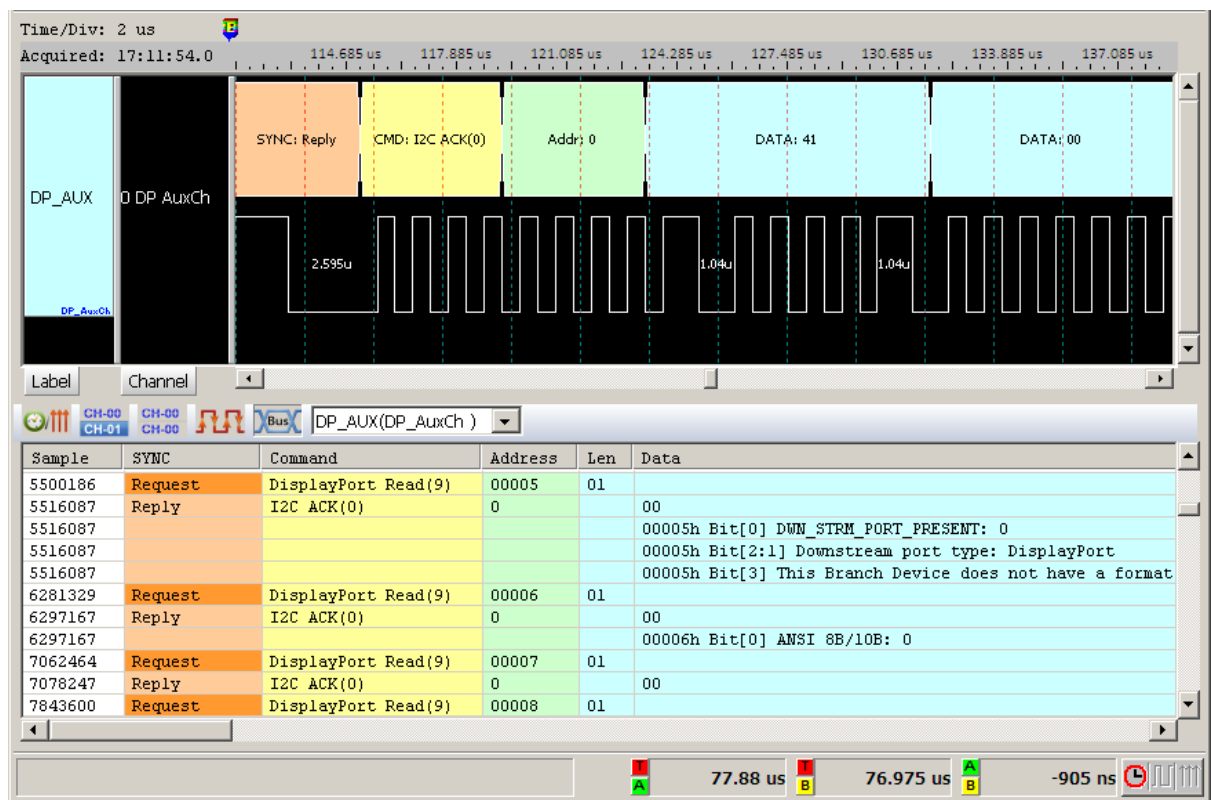 Time/Div: 2 us
Acquired: 17:11:54.0 114.685 us 117.885 us 121.085 us 124.285 us 127.485 us 130.685 us 133.885 us 137.085 us
SYNC: Reply CMD: I2C ACK(0) Addr: 0 DATA: 41 DATA: 00
DP_AUX 0 DP AuxCh
2.595u 1.04u 1.04u
DP_AuxCh
Label Channel
CH-00 CH-00
CH-01 CH-00 Bus DP_AUX(DP_AuxCh )
Sample SYNC Command Address Len Data
5500186 Request DisplayPort Read(9) 00005 01
5516087 Reply I2C ACK(0) 0 00
5516087 00005h Bit[0] DWN_STRM_PORT_PRESENT: 0
5516087 00005h Bit[2:1] Downstream port type: DisplayPort
5516087 00005h Bit[3] This Branch Device does not have a format
6281329 Request DisplayPort Read(9) 00006 01
6297167 Reply I2C ACK(0) 0 00
6297167 00006h Bit[0] ANSI 8B/10B: 0
7062464 Request DisplayPort Read(9) 00007 01
7078247 Reply I2C ACK(0) 0 00
7843600 Request DisplayPort Read(9) 00008 01
T A 77.88 us T B 76.975 us A B -905 ns